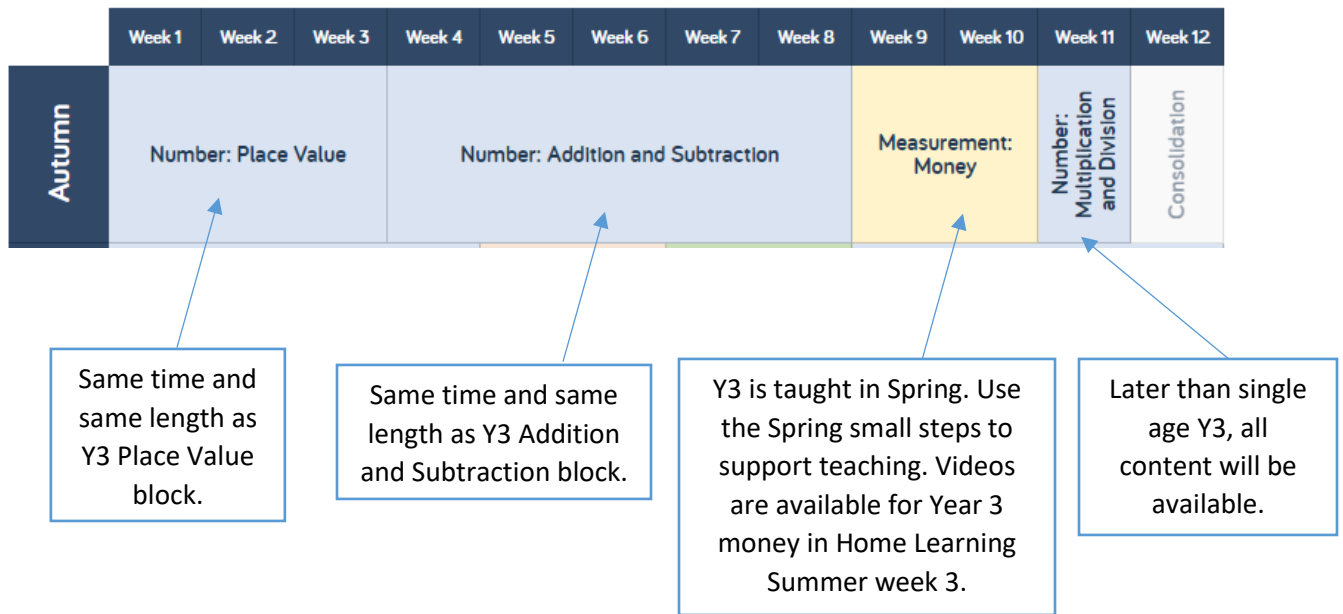 Week 1 Week 2 Week 3 Week 4 Week 5 Week 6 Week 7 Week 8 Week 9 Week 10 Week 11 Week 12
Autumn
Number: Place Value
Number: Addition and Subtraction
Measurement:
Money
Number:
Multiplication
and Division
Consolidation
Same time and
same length as
Y3 Place Value
block.
Same time and same
length as Y3 Addition
and Subtraction block.
Y3 is taught in Spring. Use
the Spring small steps to
support teaching. Videos
are available for Year 3
money in Home Learning
Summer week 3.
Later than single
age Y3, all
content will be
available.